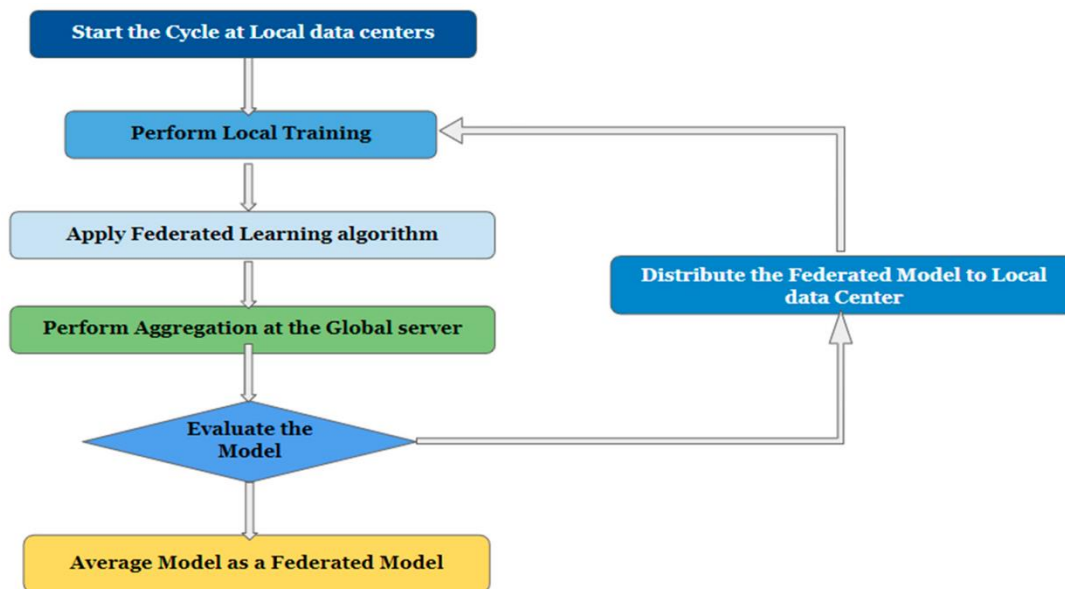 Start the Cycle at Local data centers
Perform Local Training
Apply Federated Learning algorithm
Perform Aggregation at the Global server
Evaluate the
Model
Average Model as a Federated Model
Distribute the Federated Model to Local
data Center